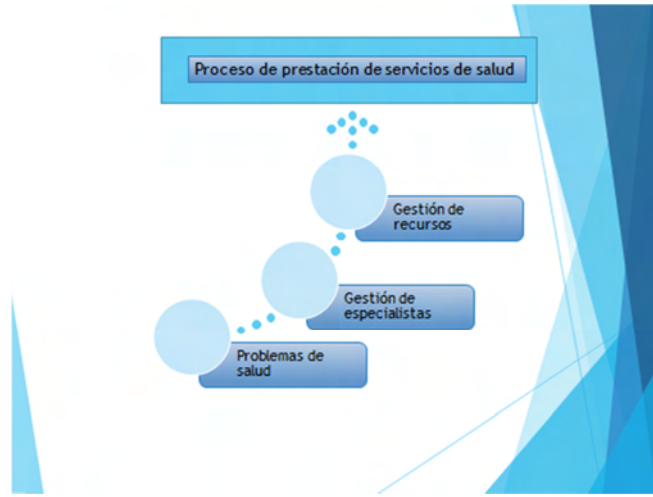 Proceso de prestación de servicios de salud
Gestión de
recursos
Gestión de
especialistas
Problemas de
salud